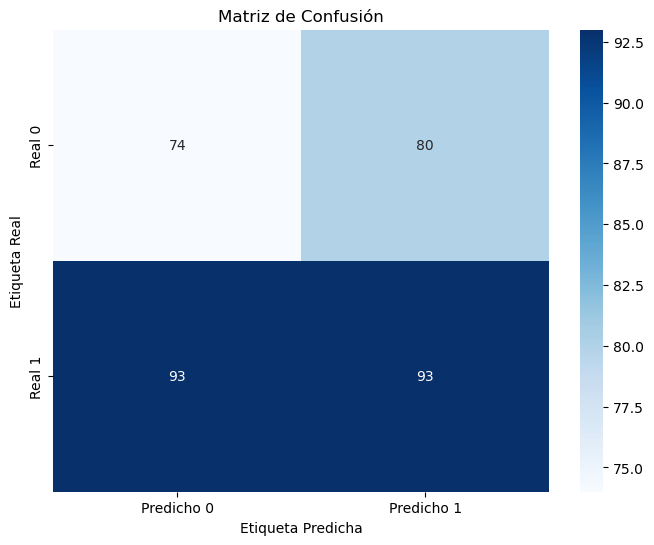 Matriz de Confusión
Etiqueta Real
Real 0
74
80
Real 1
93
93
Predicho 0
Predicho 1
Etiqueta Predicha
92.5
90.0
87.5
85.0
82.5
80.0
77.5
75.0